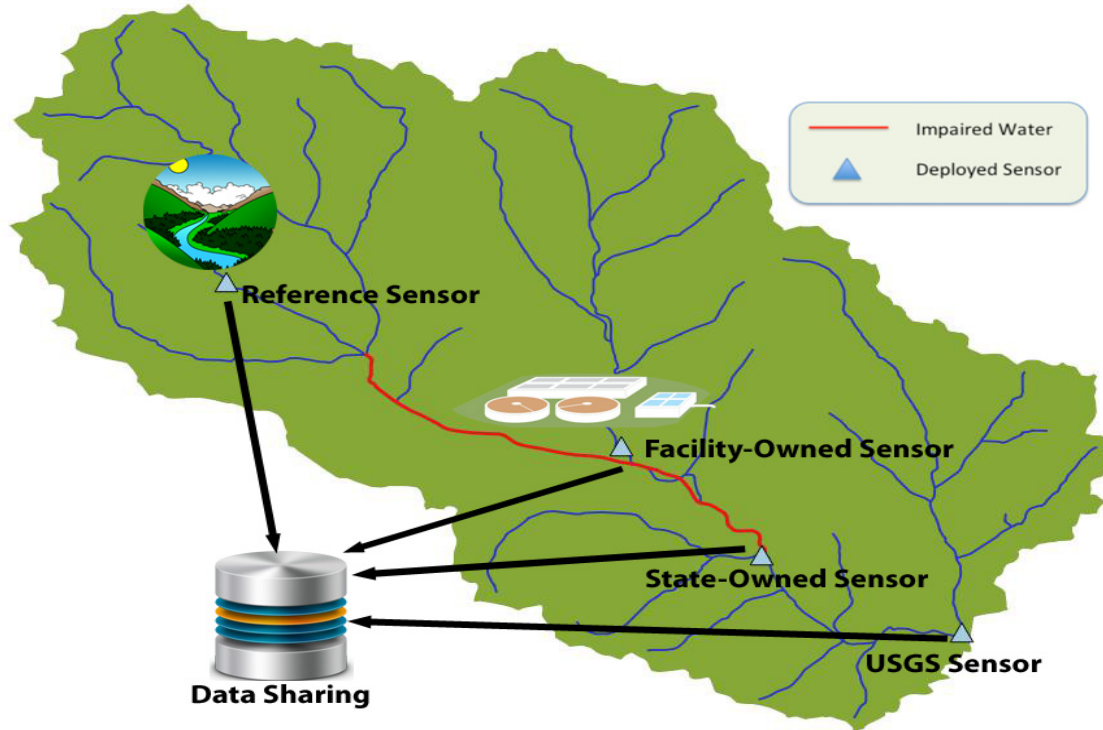 Impaired Water
Deployed Sensor
Reference Sensor
Facility-Owned Sensor
State-Owned Sensor
USGS Sensor
Data Sharing